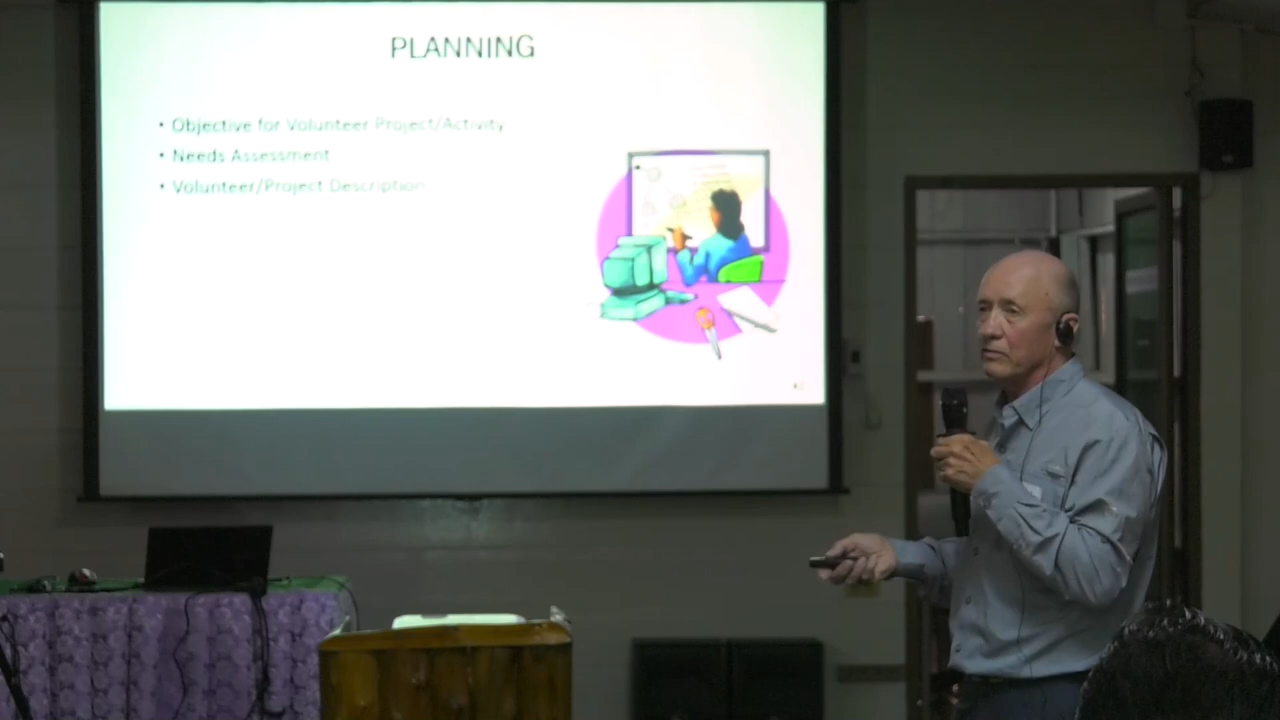 PLANNING
• Objective for Volunteer Project/Activity
• Needs Assessment
• Volunteer/Project Description